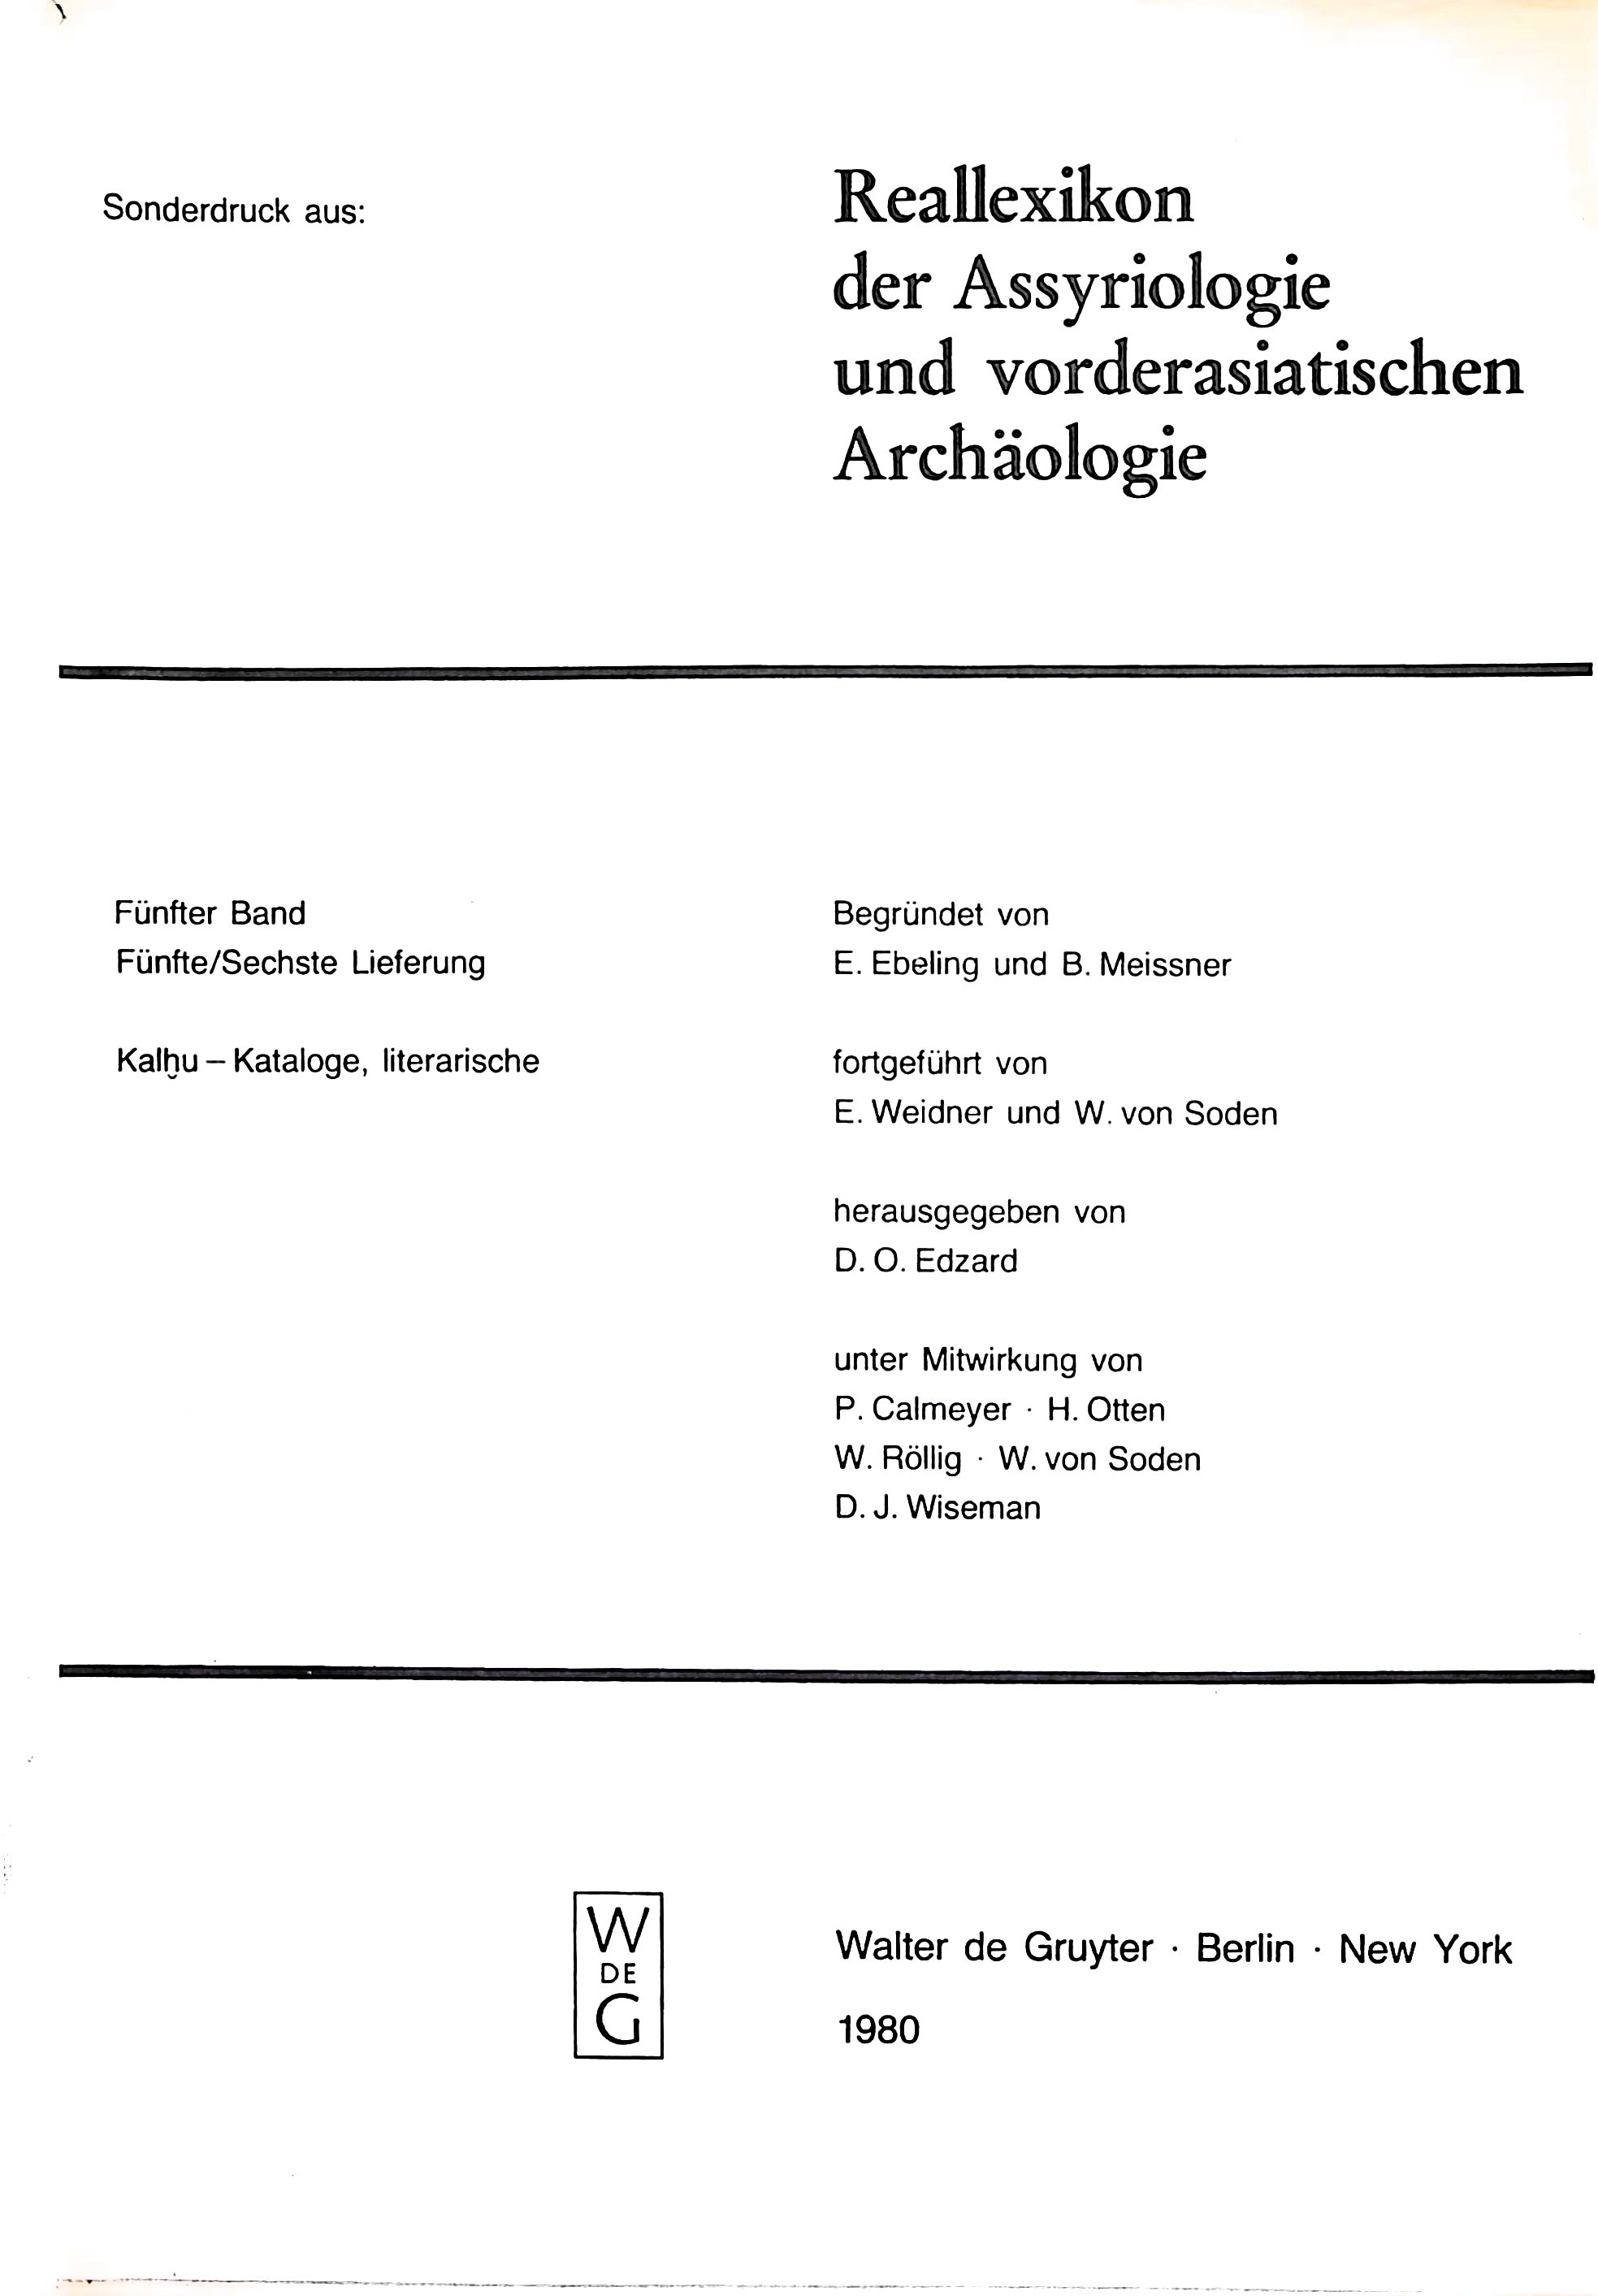 Sonderdruck aus:
Reallexikon
der Assyriologie
und vorderasiatischen
Archäologie
Fünfter Band
Fünfte/Sechste Lieferung
Kalḫu – Kataloge, literarische
Begründet von
E. Ebeling und B. Meissner
fortgeführt von
E. Weidner und W. von Soden
herausgegeben von
D. O. Edzard
unter Mitwirkung von
P. Calmeyer · H. Otten
W. Röllig · W. von Soden
D. J. Wiseman
W
DE
G
Walter de Gruyter · Berlin · New York
1980